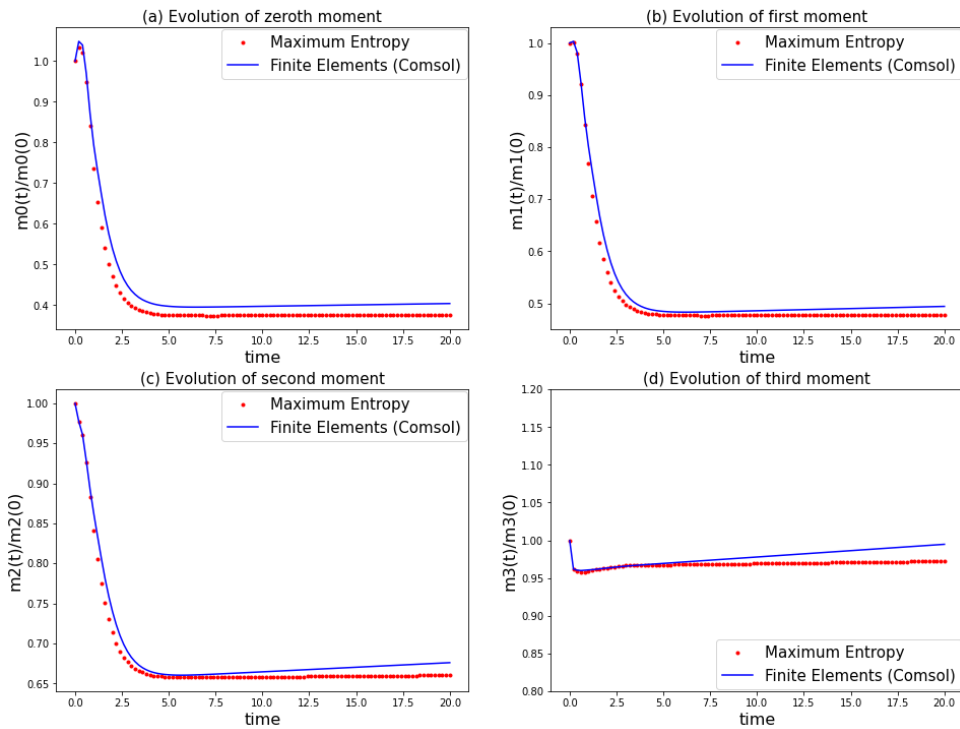 (a) Evolution of zeroth moment
Maximum Entropy
Finite Elements (Comsol)
m0(t)/m0(0)
1.0
0.9
0.8
0.7
0.6
0.5
0.4
0.0 2.5 5.0 7.5 10.0 12.5 15.0 17.5 20.0
time
(b) Evolution of first moment
Maximum Entropy
Finite Elements (Comsol)
m1(t)/m1(0)
1.0
0.9
0.8
0.7
0.6
0.5
0.0 2.5 5.0 7.5 10.0 12.5 15.0 17.5 20.0
time
(c) Evolution of second moment
Maximum Entropy
Finite Elements (Comsol)
m2(t)/m2(0)
1.00
0.95
0.90
0.85
0.80
0.75
0.70
0.65
0.0 2.5 5.0 7.5 10.0 12.5 15.0 17.5 20.0
time
(d) Evolution of third moment
m3(t)/m3(0)
1.20
1.15
1.10
1.05
1.00
0.95
0.90
0.85
0.80
Maximum Entropy
Finite Elements (Comsol)
0.0 2.5 5.0 7.5 10.0 12.5 15.0 17.5 20.0
time